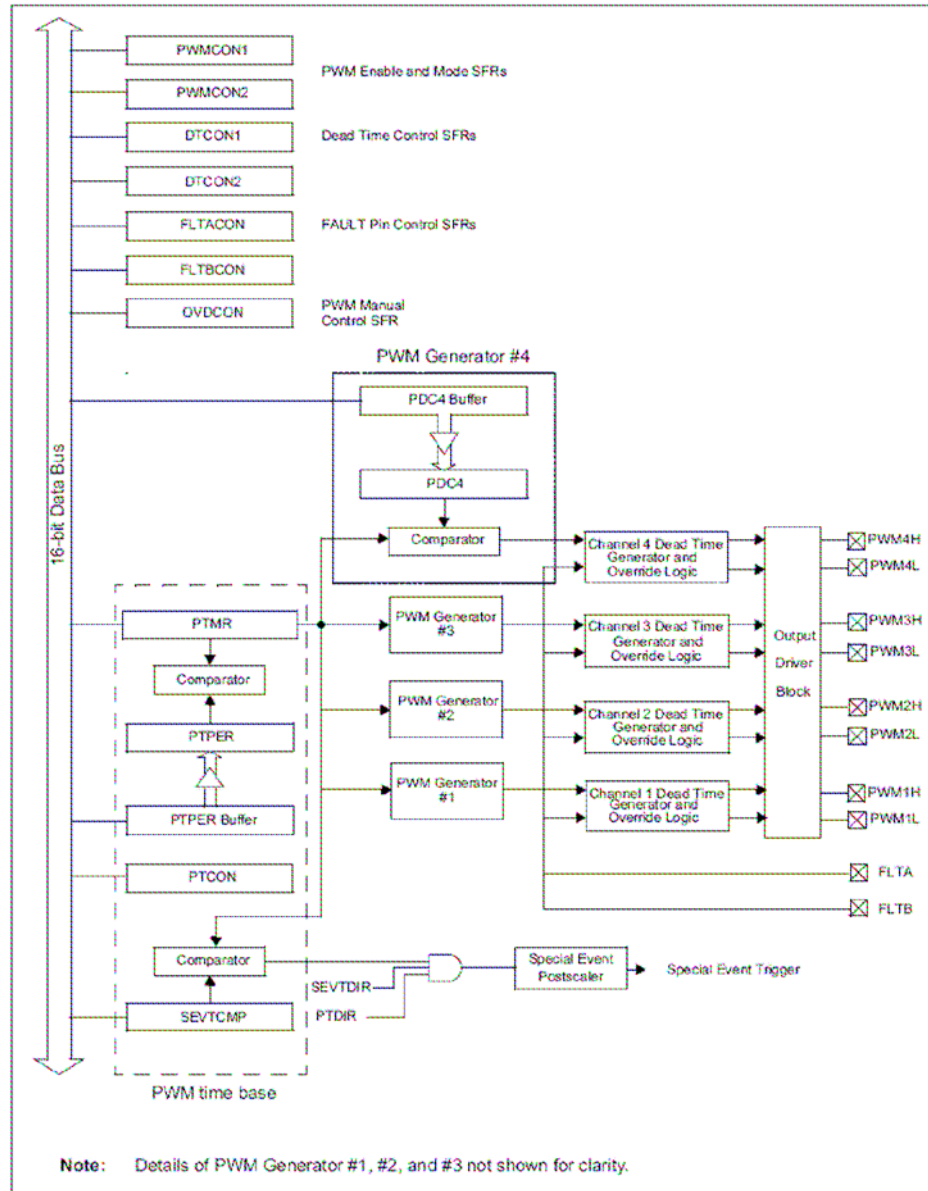 PWMCON1
PWM Enable and Mode SFRs
PWMCON2
DTCON1
Dead Time Control SFRs
DTCON2
FLTACON
FAULT Pin Control SFRs
FLTBCON
OVDCON
PWM Manual
Control SFR
PWM Generator #4
PDC4 Buffer
PDC4
Comparator
16-bit Data Bus
Channel 4 Dead Time
Generator and
Override Logic
PWM4H
PWM4L
PTMR
PWM Generator
#3
Channel 3 Dead Time
Generator and
Override Logic
PWM3H
PWM3L
Output
Driver
Block
Comparator
PTPER
PWM Generator
#2
Channel 2 Dead Time
Generator and
Override Logic
PWM2H
PWM2L
PWM Generator
#1
Channel 1 Dead Time
Generator and
Override Logic
PWM1H
PWM1L
PTPER Buffer
PTCON
FLTA
FLTB
Comparator
SEVTDIR
PTDIR
Special Event
Postscaler
Special Event Trigger
SEVTCMP
PWM time base
Note: Details of PWM Generator #1, #2, and #3 not shown for clarity.